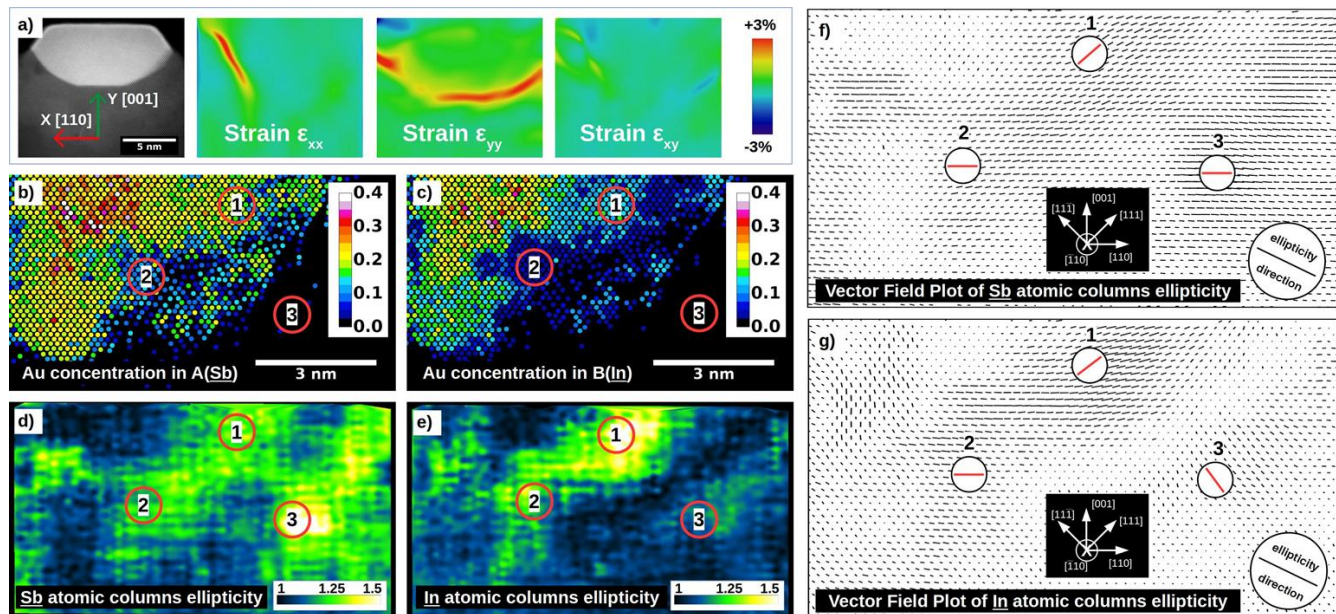 a)
Y [001]
X [110]
5 nm
Strain εxx
Strain εyy
Strain εxy
+3%
-3%
b)
1
2
3
0.4
0.3
0.2
0.1
0.0
Au concentration in A(Sb)
3 nm
c)
1
2
3
0.4
0.3
0.2
0.1
0.0
Au concentration in B(In)
3 nm
d)
1
2
3
1 1.25 1.5
Sb atomic columns ellipticity
e)
1
2
3
1 1.25 1.5
In atomic columns ellipticity
f)
1
2
3
[001]
[111]
[110]
ellipticity
direction
Vector Field Plot of Sb atomic columns ellipticity
g)
1
2
3
[001]
[111]
[110]
ellipticity
direction
Vector Field Plot of In atomic columns ellipticity